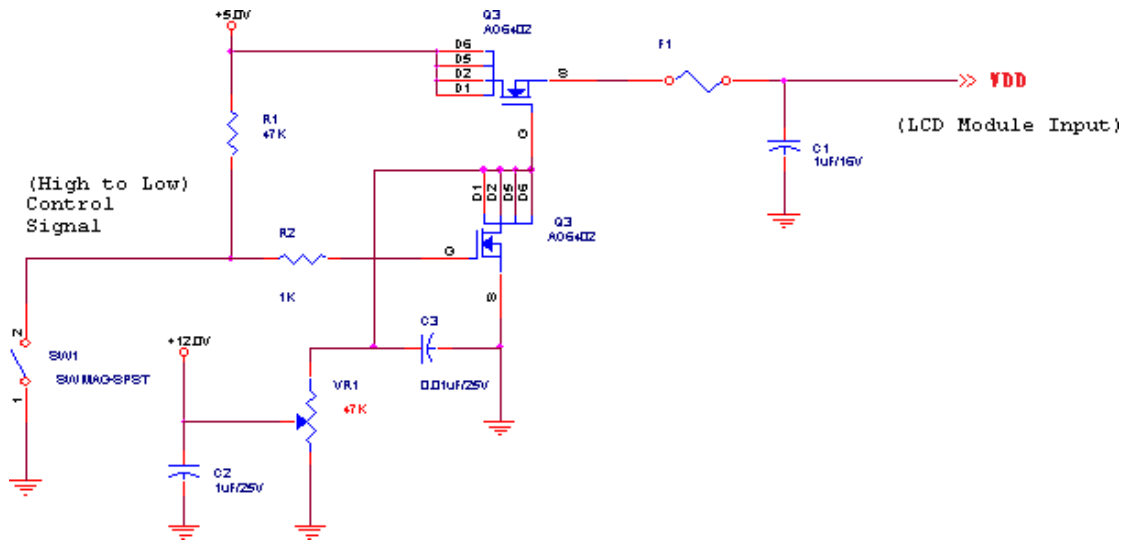 +5.0V
Q3
AO6402
D6
D5
D2
D1
S
F1
VDD
(LCD Module Input)
R1
47K
G
C1
1uF/16V
(High to Low)
Control
Signal
D1
D2
D5
D6
Q3
AO6402
R2
G
1K
S
2
SW1
SW MAG-SPST
1
+12.0V
C3
0.01uF/25V
VR1
47K
C2
1uF/25V